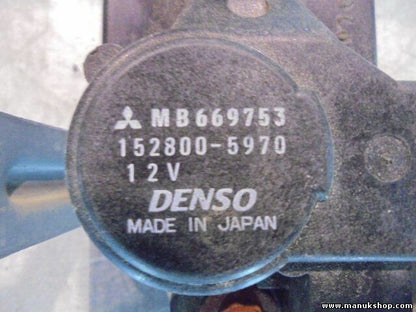 MB669753
152800-5970
12V
DENSO
MADE IN JAPAN
www.manukshop.com